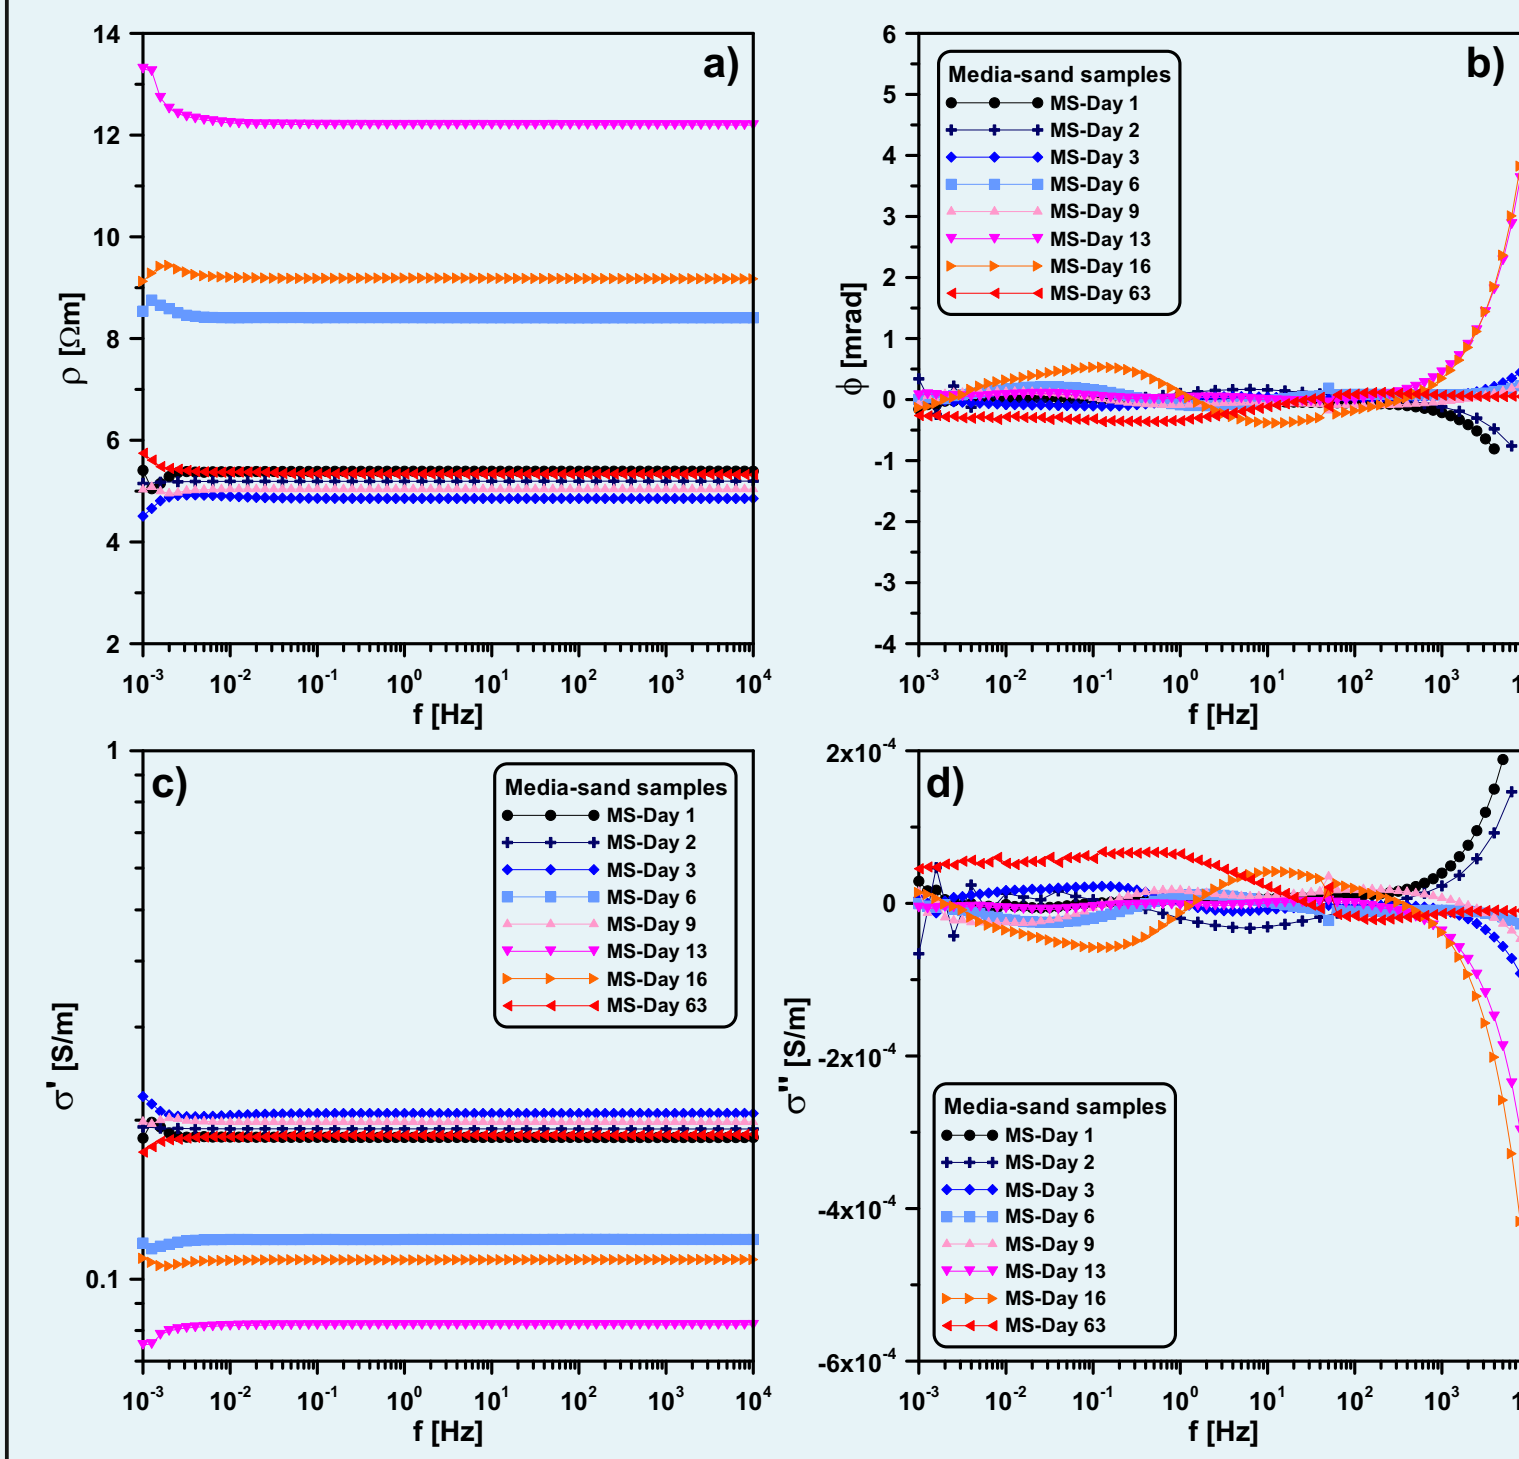 a)
14
12
10
8
6
4
2
ρ [Ωm]
10⁻³ 10⁻² 10⁻¹ 10⁰ 10¹ 10² 10³ 10⁴
f [Hz]
b)
6
5
4
3
2
1
0
-1
-2
-3
-4
ϕ [mrad]
Media-sand samples
MS-Day 1
MS-Day 2
MS-Day 3
MS-Day 6
MS-Day 9
MS-Day 13
MS-Day 16
MS-Day 63
10⁻³ 10⁻² 10⁻¹ 10⁰ 10¹ 10² 10³ 1
f [Hz]
c)
1
0.1
σ' [S/m]
Media-sand samples
MS-Day 1
MS-Day 2
MS-Day 3
MS-Day 6
MS-Day 9
MS-Day 13
MS-Day 16
MS-Day 63
10⁻³ 10⁻² 10⁻¹ 10⁰ 10¹ 10² 10³ 10⁴
f [Hz]
d)
2x10⁻⁴
0
-2x10⁻⁴
-4x10⁻⁴
-6x10⁻⁴
σ'' [S/m]
Media-sand samples
MS-Day 1
MS-Day 2
MS-Day 3
MS-Day 6
MS-Day 9
MS-Day 13
MS-Day 16
MS-Day 63
10⁻³ 10⁻² 10⁻¹ 10⁰ 10¹ 10² 10³ 1
f [Hz]